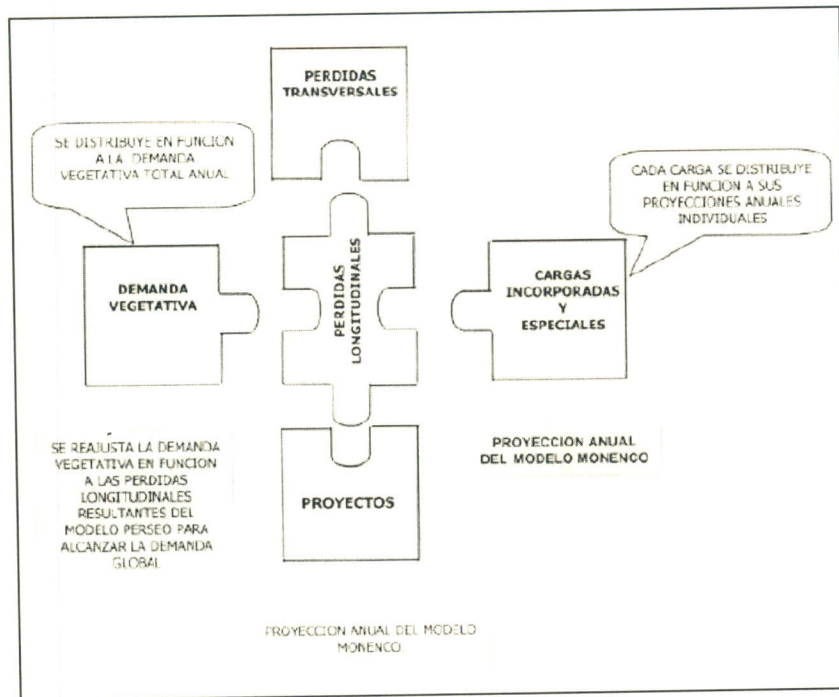 PERDIDAS
TRANSVERSALES
SE DISTRIBUYE EN FUNCION
A LA DEMANDA
VEGETATIVA TOTAL ANUAL
CADA CARGA SE DISTRIBUYE
EN FUNCION A SUS
PROYECCIONES ANUALES
INDIVIDUALES
DEMANDA
VEGETATIVA
PERDIDAS
LONGITUDINALES
CARGAS
INCORPORADAS
Y
ESPECIALES
SE REAJUSTA LA DEMANDA
VEGETATIVA EN FUNCION
A LAS PERDIDAS
LONGITUDINALES
RESULTANTES DEL
MODELO PERSEO PARA
ALCANZAR LA DEMANDA
GLOBAL
PROYECTOS
PROYECCION ANUAL
DEL MODELO MONENCO
PROYECCION ANUAL DEL MODELO
MONENCO